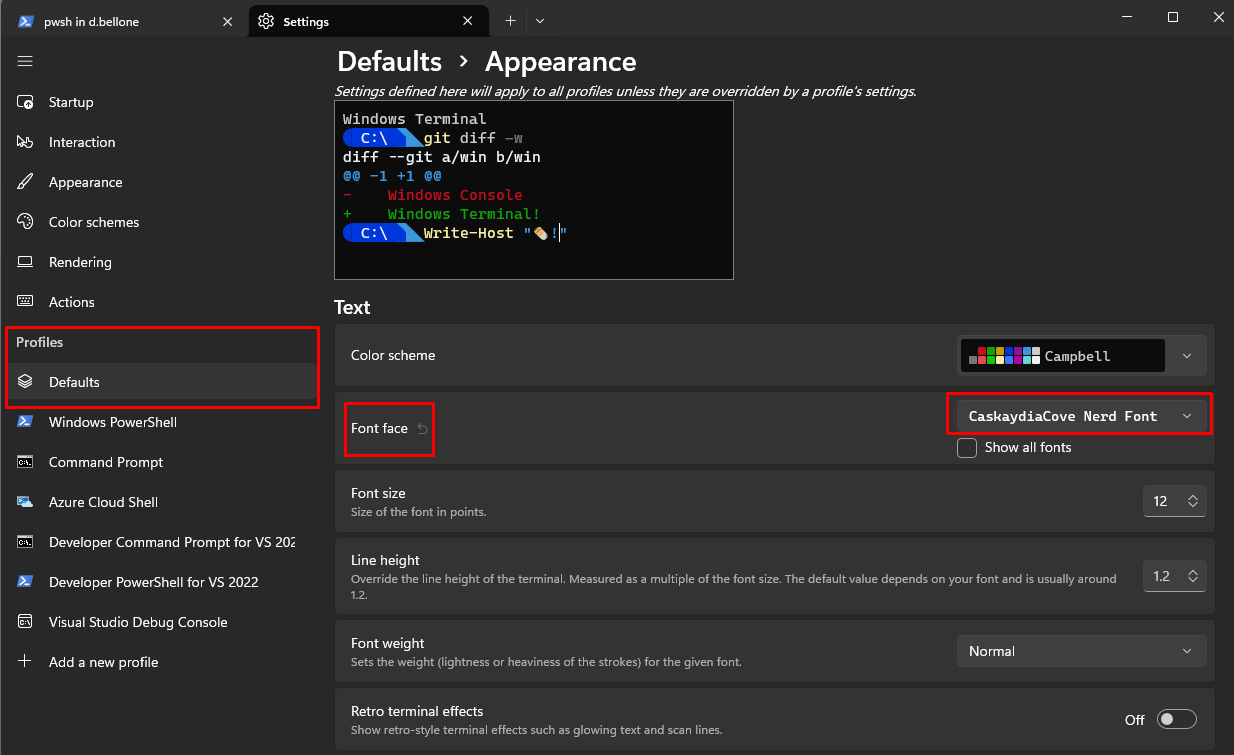 pwsh in d.bellone
Settings
Startup
Interaction
Appearance
Color schemes
Rendering
Actions
Profiles
Defaults
Windows PowerShell
Command Prompt
Azure Cloud Shell
Developer Command Prompt for VS 202
Developer PowerShell for VS 2022
Visual Studio Debug Console
Add a new profile
Defaults > Appearance
Settings defined here will apply to all profiles unless they are overridden by a profile's settings.
Windows Terminal
C:\ git diff -w
diff --git a/win b/win
@@ -1 +1 @@
- Windows Console
+ Windows Terminal!
C:\ Write-Host "🌯!"
Text
Color scheme
Campbell
Font face
CaskaydiaCove Nerd Font
Show all fonts
Font size
Size of the font in points.
12
Line height
Override the line height of the terminal. Measured as a multiple of the font size. The default value depends on your font and is usually around
1.2.
1.2
Font weight
Sets the weight (lightness or heaviness of the strokes) for the given font.
Normal
Retro terminal effects
Show retro-style terminal effects such as glowing text and scan lines.
Off